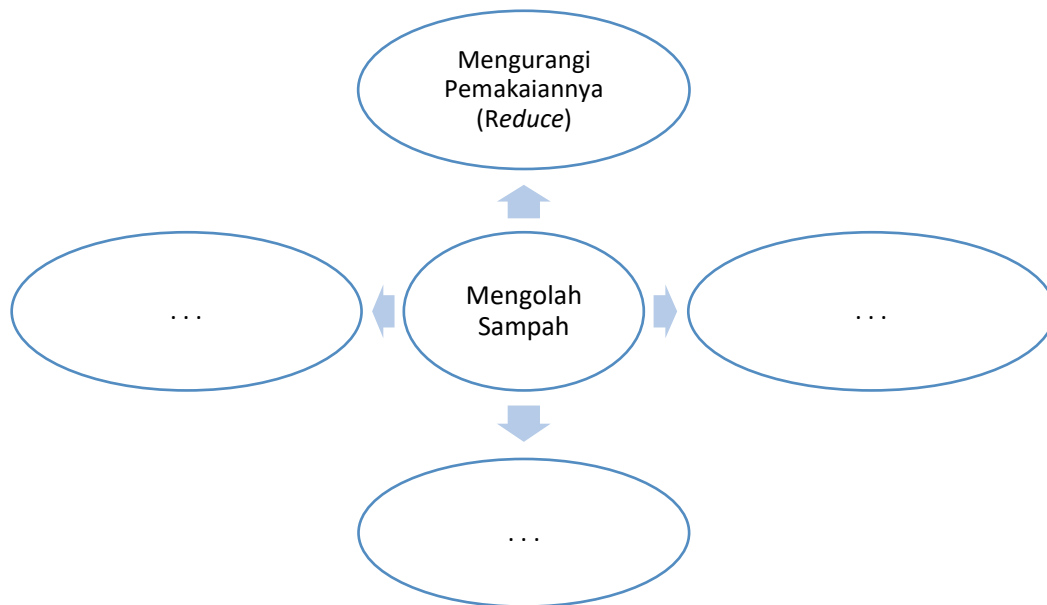 Mengurangi
Pemakaiannya
(Reduce)
. . .
Mengolah
Sampah
. . .
. . .